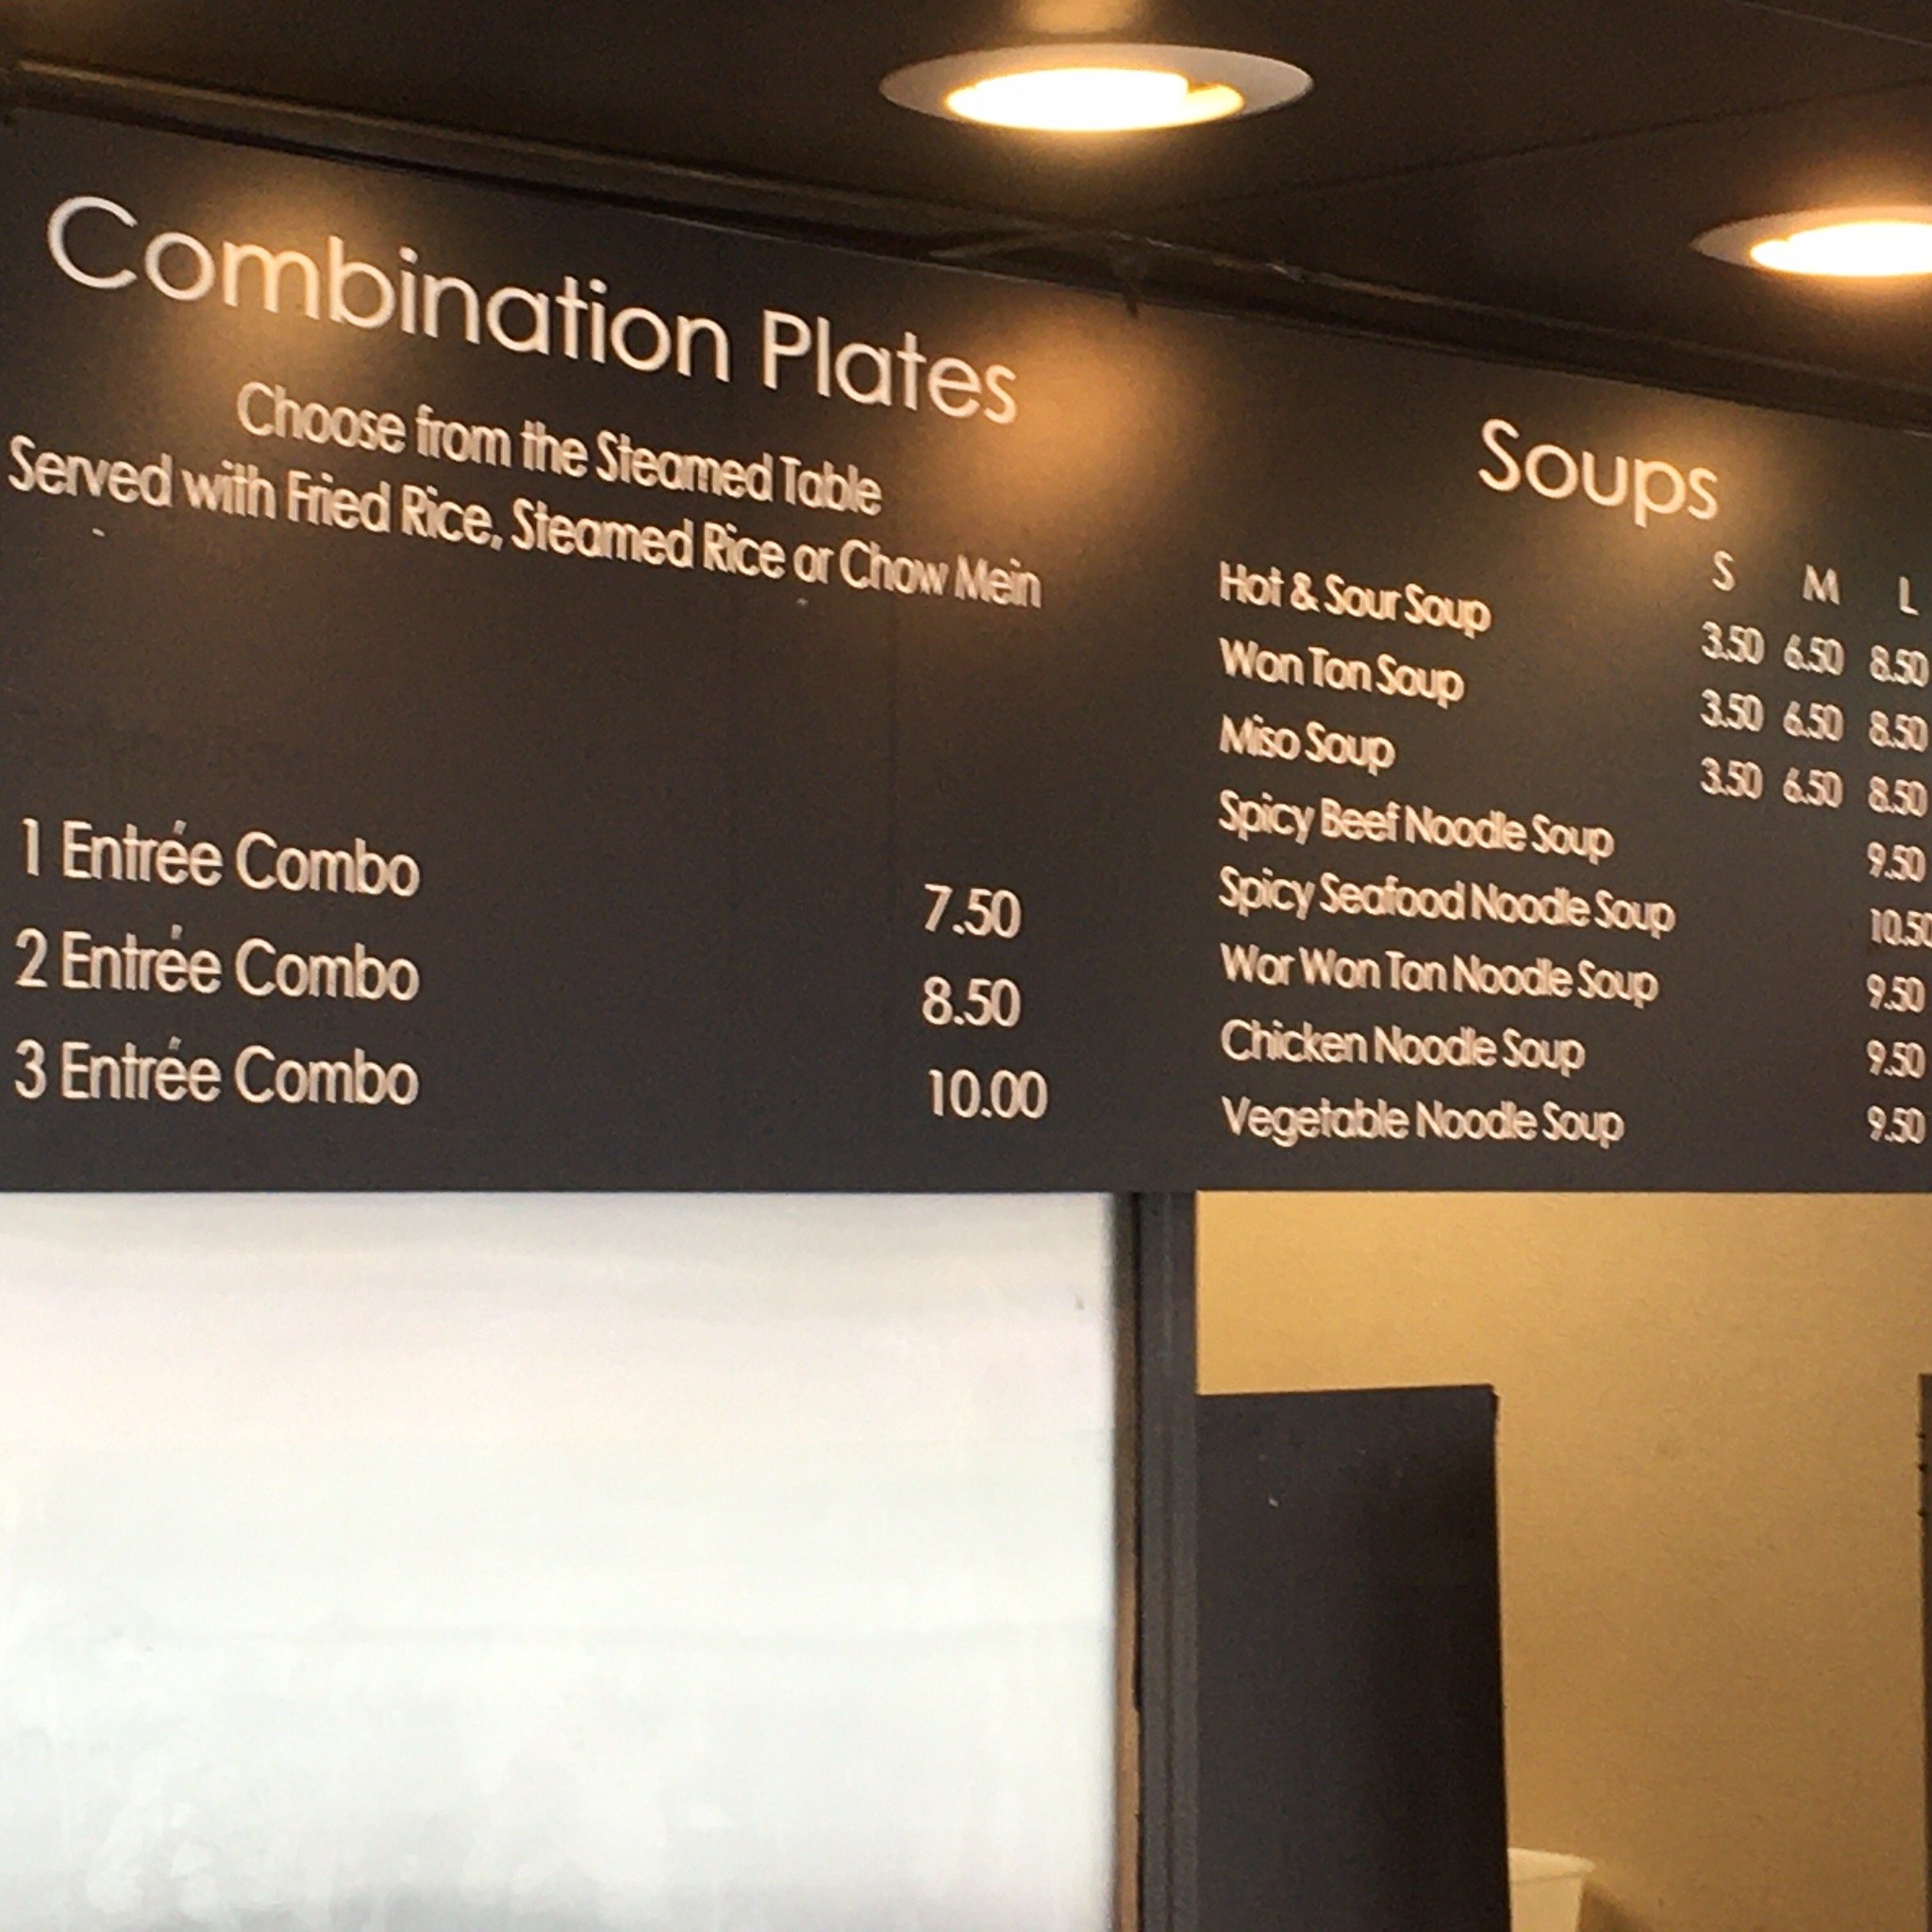 Combination Plates
Choose from the Steamed Table
Served with Fried Rice, Steamed Rice or Chow Mein
1 Entrée Combo 7.50
2 Entrée Combo 8.50
3 Entrée Combo 10.00
Soups
S M L
Hot & Sour Soup 3.50 6.50 8.50
Won Ton Soup 3.50 6.50 8.50
Miso Soup 3.50 6.50 8.50
Spicy Beef Noodle Soup 9.50
Spicy Seafood Noodle Soup 10.50
Wor Won Ton Noodle Soup 9.50
Chicken Noodle Soup 9.50
Vegetable Noodle Soup 9.50